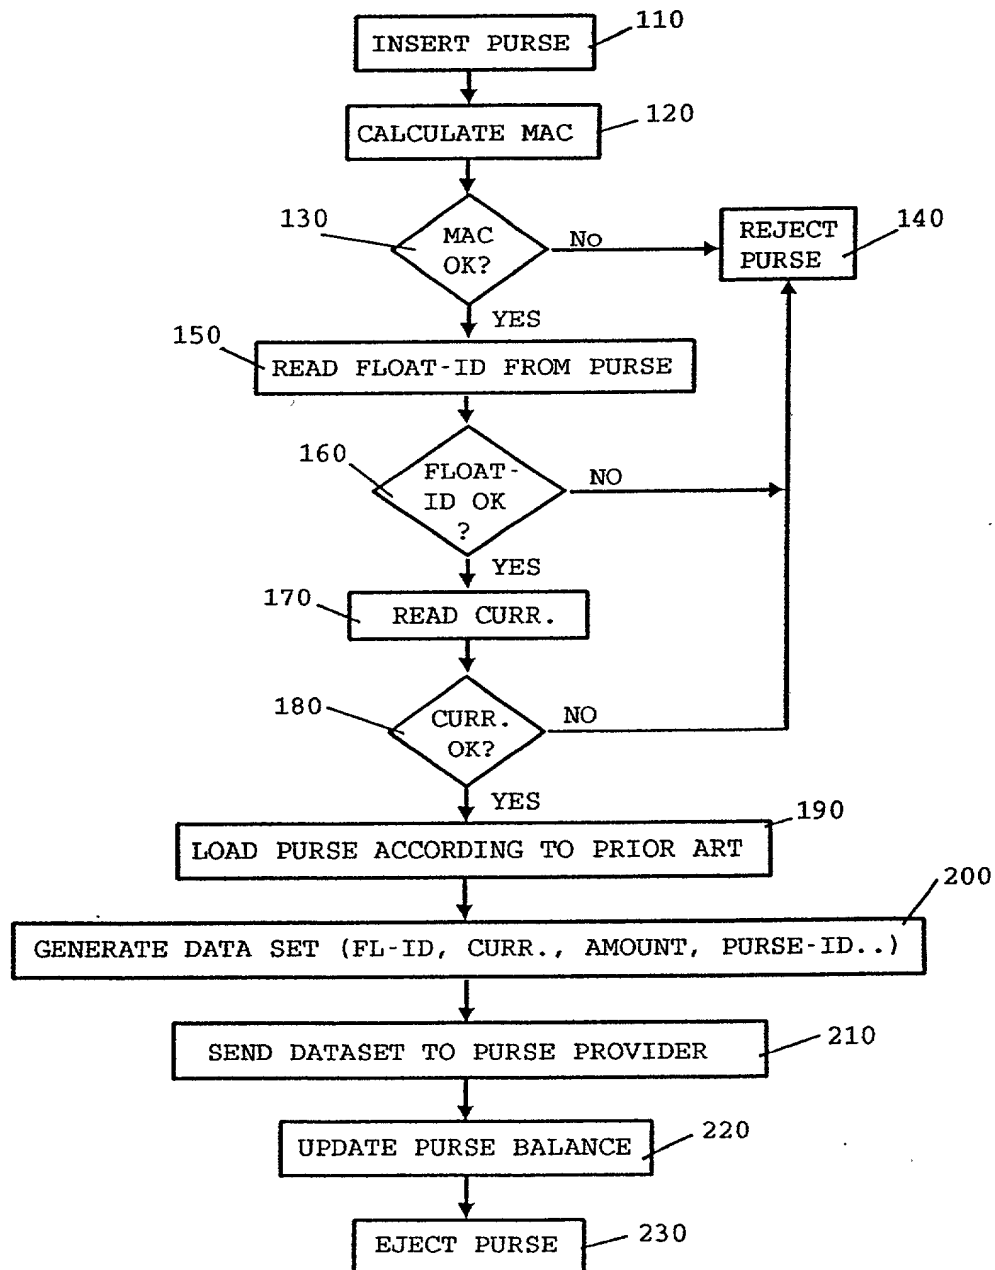 110
INSERT PURSE
120
CALCULATE MAC
130
MAC
OK?
No
REJECT
PURSE
140
YES
150
READ FLOAT-ID FROM PURSE
160
FLOAT-
ID OK
?
NO
YES
170
READ CURR.
180
CURR.
OK?
NO
YES
190
LOAD PURSE ACCORDING TO PRIOR ART
200
GENERATE DATA SET (FL-ID, CURR., AMOUNT, PURSE-ID..)
SEND DATASET TO PURSE PROVIDER
210
UPDATE PURSE BALANCE
220
EJECT PURSE
230